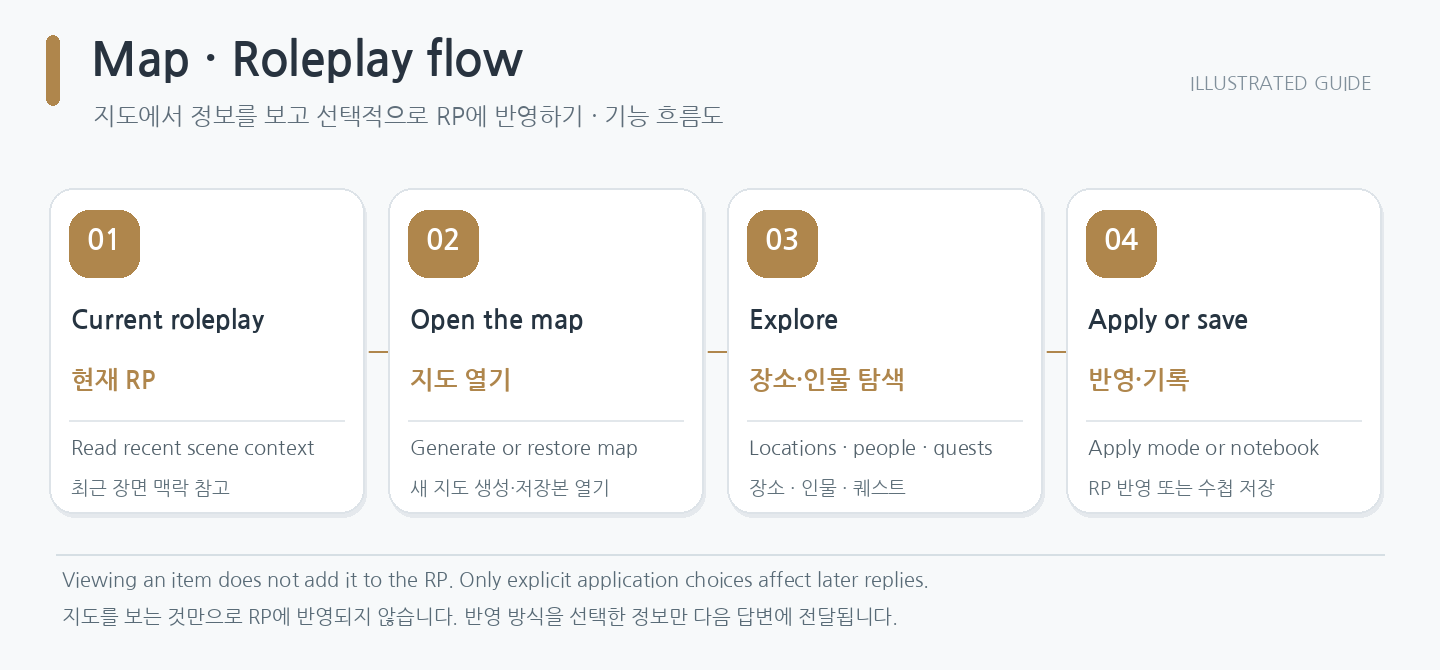 Map · Roleplay flow
ILLUSTRATED GUIDE
지도에서 정보를 보고 선택적으로 RP에 반영하기 · 기능 흐름도
01
Current roleplay
현재 RP
Read recent scene context
최근 장면 맥락 참고
02
Open the map
지도 열기
Generate or restore map
새 지도 생성·저장본 열기
03
Explore
장소·인물 탐색
Locations · people · quests
장소 · 인물 · 퀘스트
04
Apply or save
반영·기록
Apply mode or notebook
RP 반영 또는 수첩 저장
Viewing an item does not add it to the RP. Only explicit application choices affect later replies.
지도를 보는 것만으로 RP에 반영되지 않습니다. 반영 방식을 선택한 정보만 다음 답변에 전달됩니다.